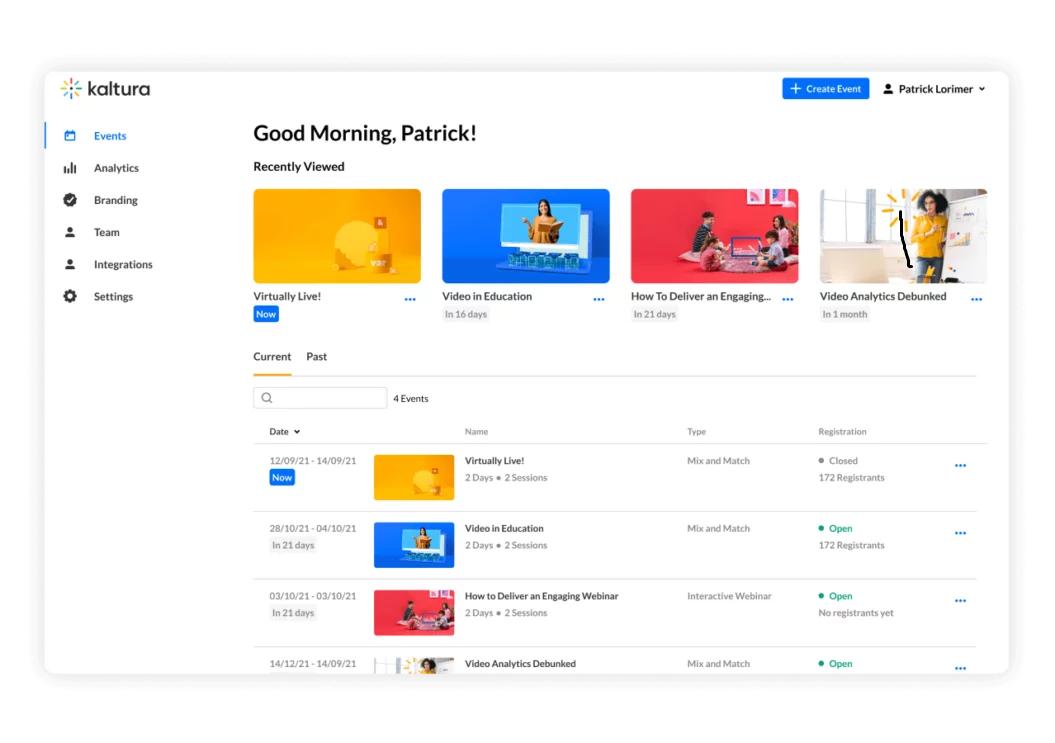 kaltura
Create Event
Patrick Lorimer
Events
Analytics
Branding
Team
Integrations
Settings
Good Morning, Patrick!
Recently Viewed
Virtually Live!
Now
Video in Education
In 16 days
How To Deliver an Engaging...
In 21 days
Video Analytics Debunked
In 1 month
Current Past
4 Events
Date Name Type Registration
12/09/21 - 14/09/21 Virtually Live! Mix and Match Closed
Now 2 Days • 2 Sessions 172 Registrants
28/10/21 - 04/10/21 Video in Education Mix and Match Open
In 21 days 2 Days • 2 Sessions 172 Registrants
03/10/21 - 03/10/21 How to Deliver an Engaging Webinar Interactive Webinar Open
In 21 days 2 Days • 2 Sessions No registrants yet
14/12/21 - 14/09/21 Video Analytics Debunked Mix and Match Open